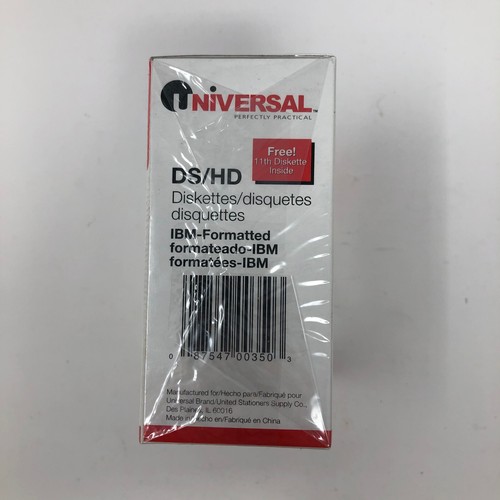 UNiVERSAL™
PERFECTLY PRACTICAL
Free!
11th Diskette
Inside
DS/HD
Diskettes/disquetes
disquettes
IBM-Formatted
formateado-IBM
formatées-IBM
0 87547 00350 3
Manufactured for/Hecho para/Fabriqué pour:
Universal Brand/United Stationers Supply Co.,
Des Plaines, IL 60016
Made in/Hecho en/Fabriqué en China